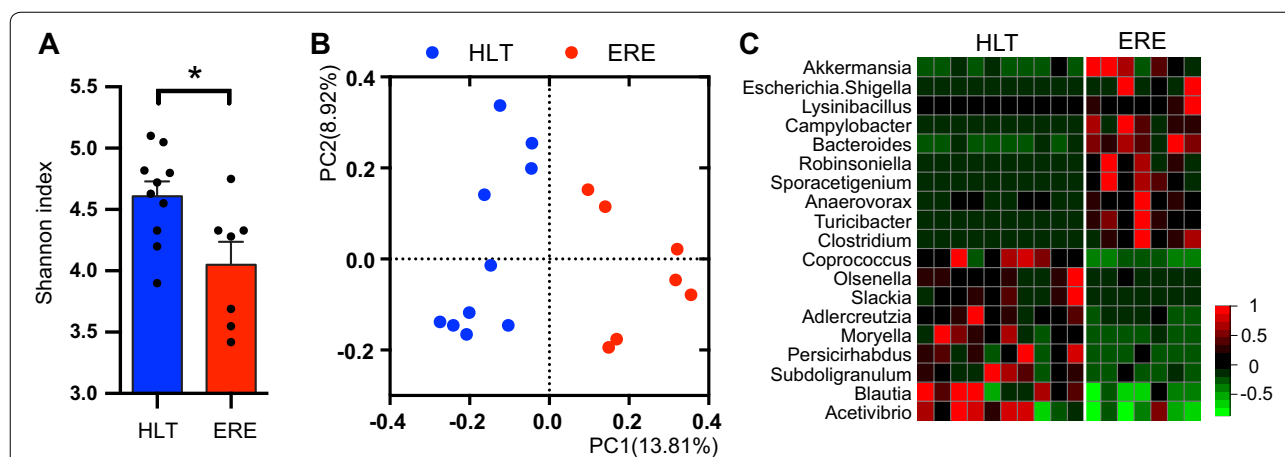 A
*
Shannon index
5.5
5.0
4.5
4.0
3.5
3.0
HLT ERE
B
HLT ERE
PC2(8.92%)
0.4
0.2
0.0
-0.2
-0.4 -0.2 0.0 0.2 0.4
PC1(13.81%)
C
HLT ERE
Akkermansia
Escherichia.Shigella
Lysinibacillus
Campylobacter
Bacteroides
Robinsoniella
Sporacetigenium
Anaerovorax
Turicibacter
Clostridium
Coprococcus
Olsenella
Slackia
Adlercreutzia
Moryella
Persicirhabdus
Subdoligranulum
Blautia
Acetivibrio
1
0.5
0
-0.5